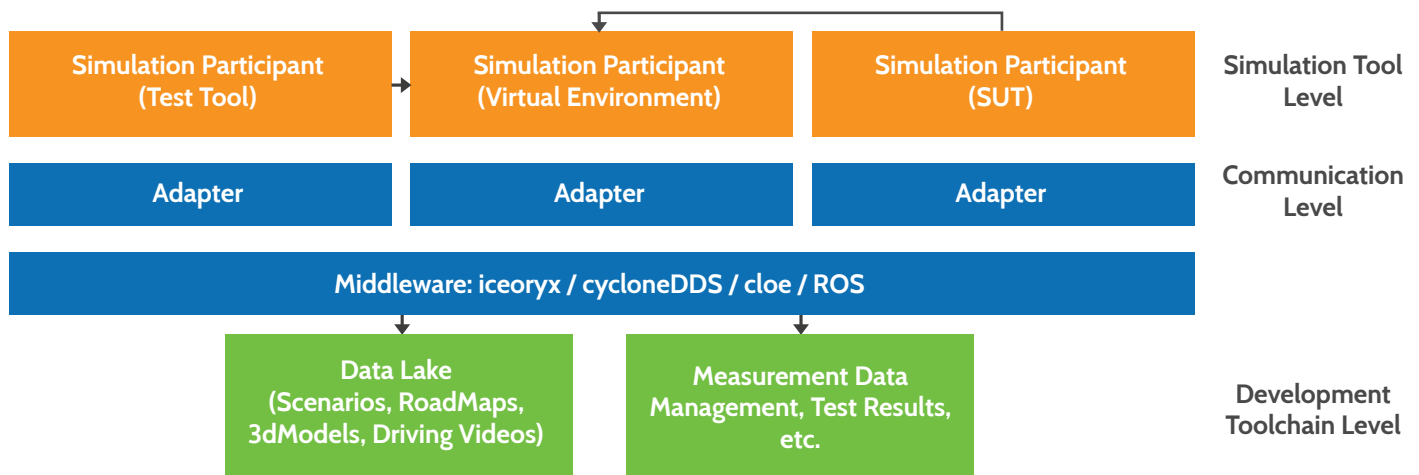 Simulation Participant
(Test Tool)
Simulation Participant
(Virtual Environment)
Simulation Participant
(SUT)
Simulation Tool
Level
Adapter
Adapter
Adapter
Communication
Level
Middleware: iceoryx / cycloneDDS / cloe / ROS
Data Lake
(Scenarios, RoadMaps,
3dModels, Driving Videos)
Measurement Data
Management, Test Results,
etc.
Development
Toolchain Level